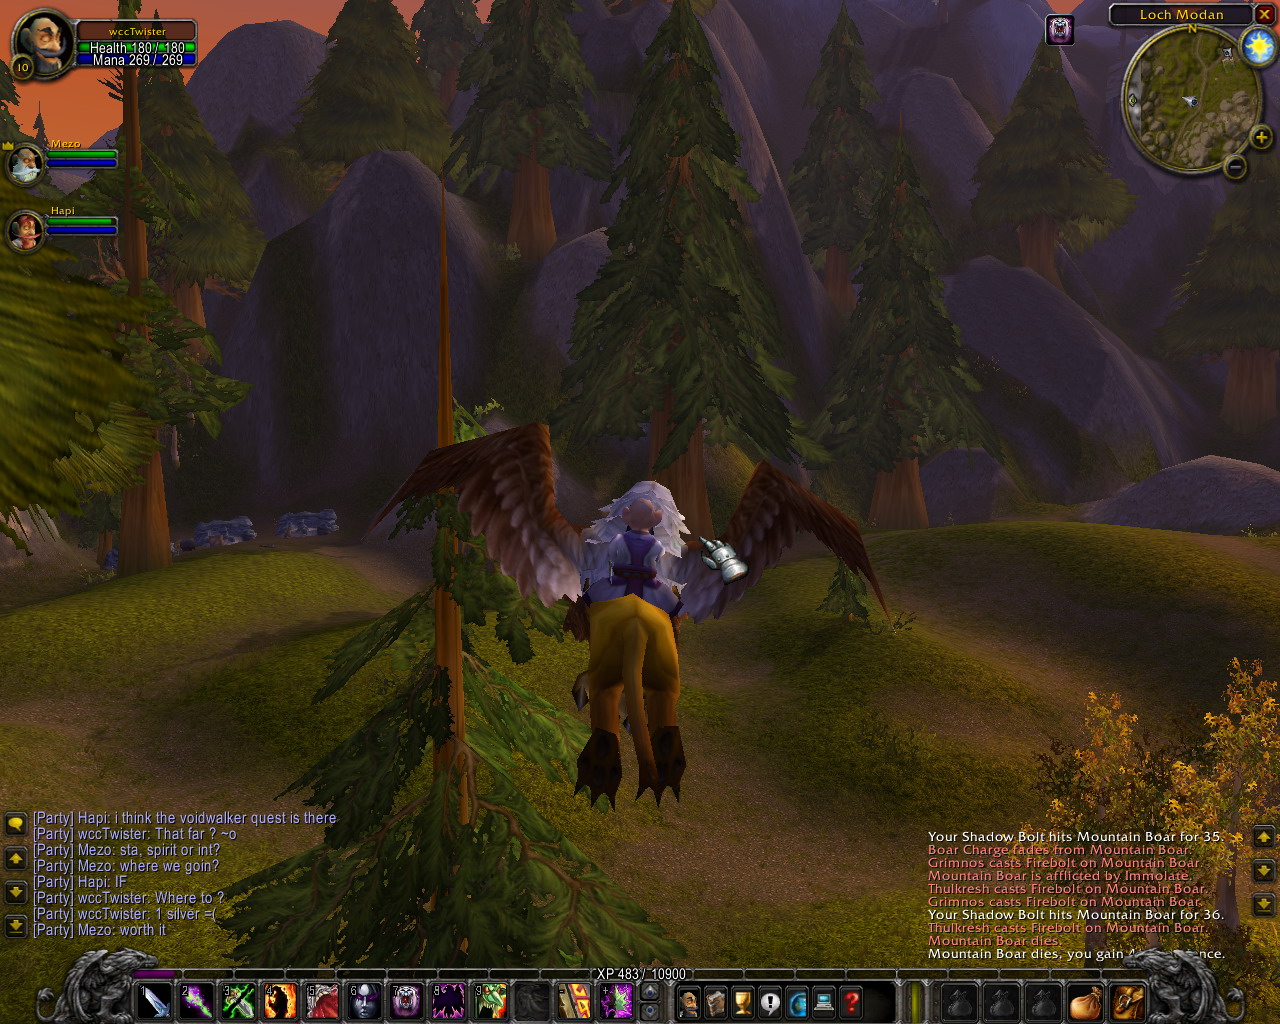 wccTwister
Health 180 / 180
Mana 269 / 269
10
Loch Modan
N
Mezo
Hapi
[Party] Hapi: i think the voidwalker quest is there
[Party] wccTwister: That far ? ~o
[Party] Mezo: sta, spirit or int?
[Party] Mezo: where we goin?
[Party] Hapi: IF
[Party] wccTwister: Where to ?
[Party] wccTwister: 1 silver =(
[Party] Mezo: worth it
Your Shadow Bolt hits Mountain Boar for 35.
Boar Charge fades from Mountain Boar.
Grimnos casts Firebolt on Mountain Boar.
Mountain Boar is afflicted by Immolate.
Thulkresh casts Firebolt on Mountain Boar.
Grimnos casts Firebolt on Mountain Boar.
Your Shadow Bolt hits Mountain Boar for 36.
Thulkresh casts Firebolt on Mountain Boar.
Mountain Boar dies.
Mountain Boar dies, you gain
XP 483 / 10900
1 2 3 4 5 6 7 8 9 - +